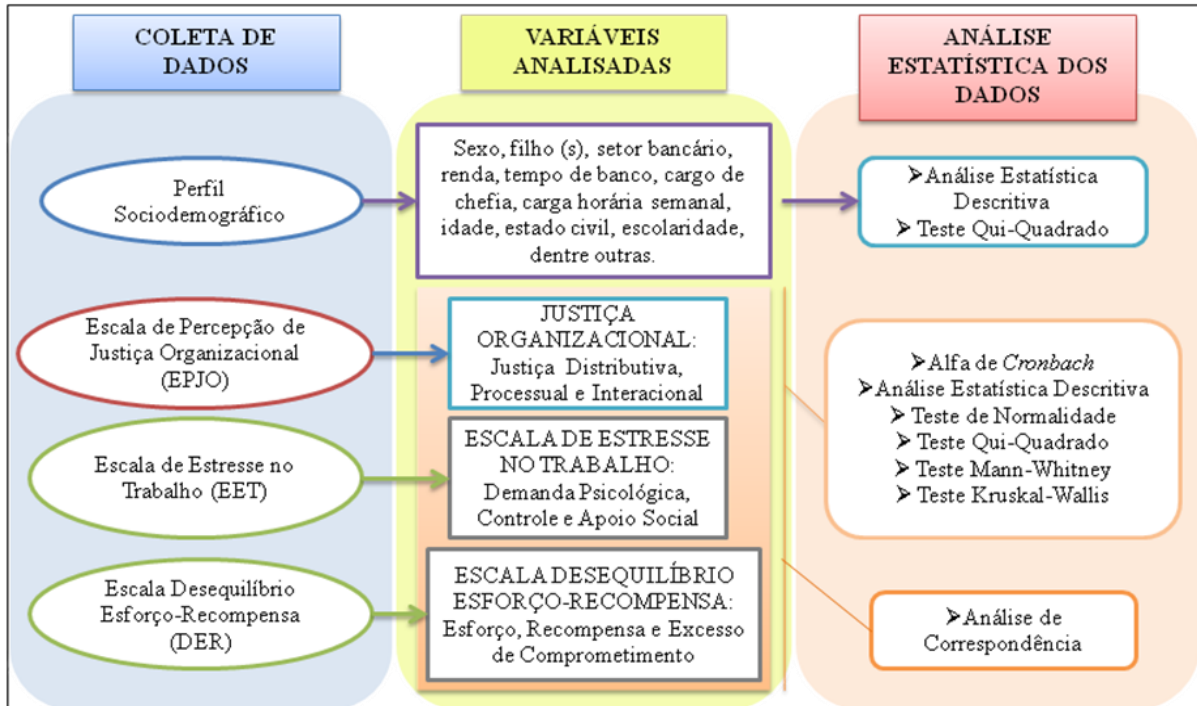 COLETA DE
DADOS
VARIÁVEIS
ANALISADAS
ANÁLISE
ESTATÍSTICA DOS
DADOS
Perfil
Sociodemográfico
Sexo, filho (s), setor bancário,
renda, tempo de banco, cargo de
chefia, carga horária semanal,
idade, estado civil, escolaridade,
dentre outras.
➤Análise Estatística
Descritiva
➤ Teste Qui-Quadrado
Escala de Percepção de
Justiça Organizacional
(EPJO)
JUSTIÇA
ORGANIZACIONAL:
Justiça Distributiva,
Processual e Interacional
Escala de Estresse no
Trabalho (EET)
ESCALA DE ESTRESSE
NO TRABALHO:
Demanda Psicológica,
Controle e Apoio Social
➤ Alfa de Cronbach
➤Análise Estatística Descritiva
➤ Teste de Normalidade
➤ Teste Qui-Quadrado
➤ Teste Mann-Whitney
➤ Teste Kruskal-Wallis
Escala Desequilíbrio
Esforço-Recompensa
(DER)
ESCALA DESEQUILÍBRIO
ESFORÇO-RECOMPENSA:
Esforço, Recompensa e Excesso
de Comprometimento
➤Análise de
Correspondência